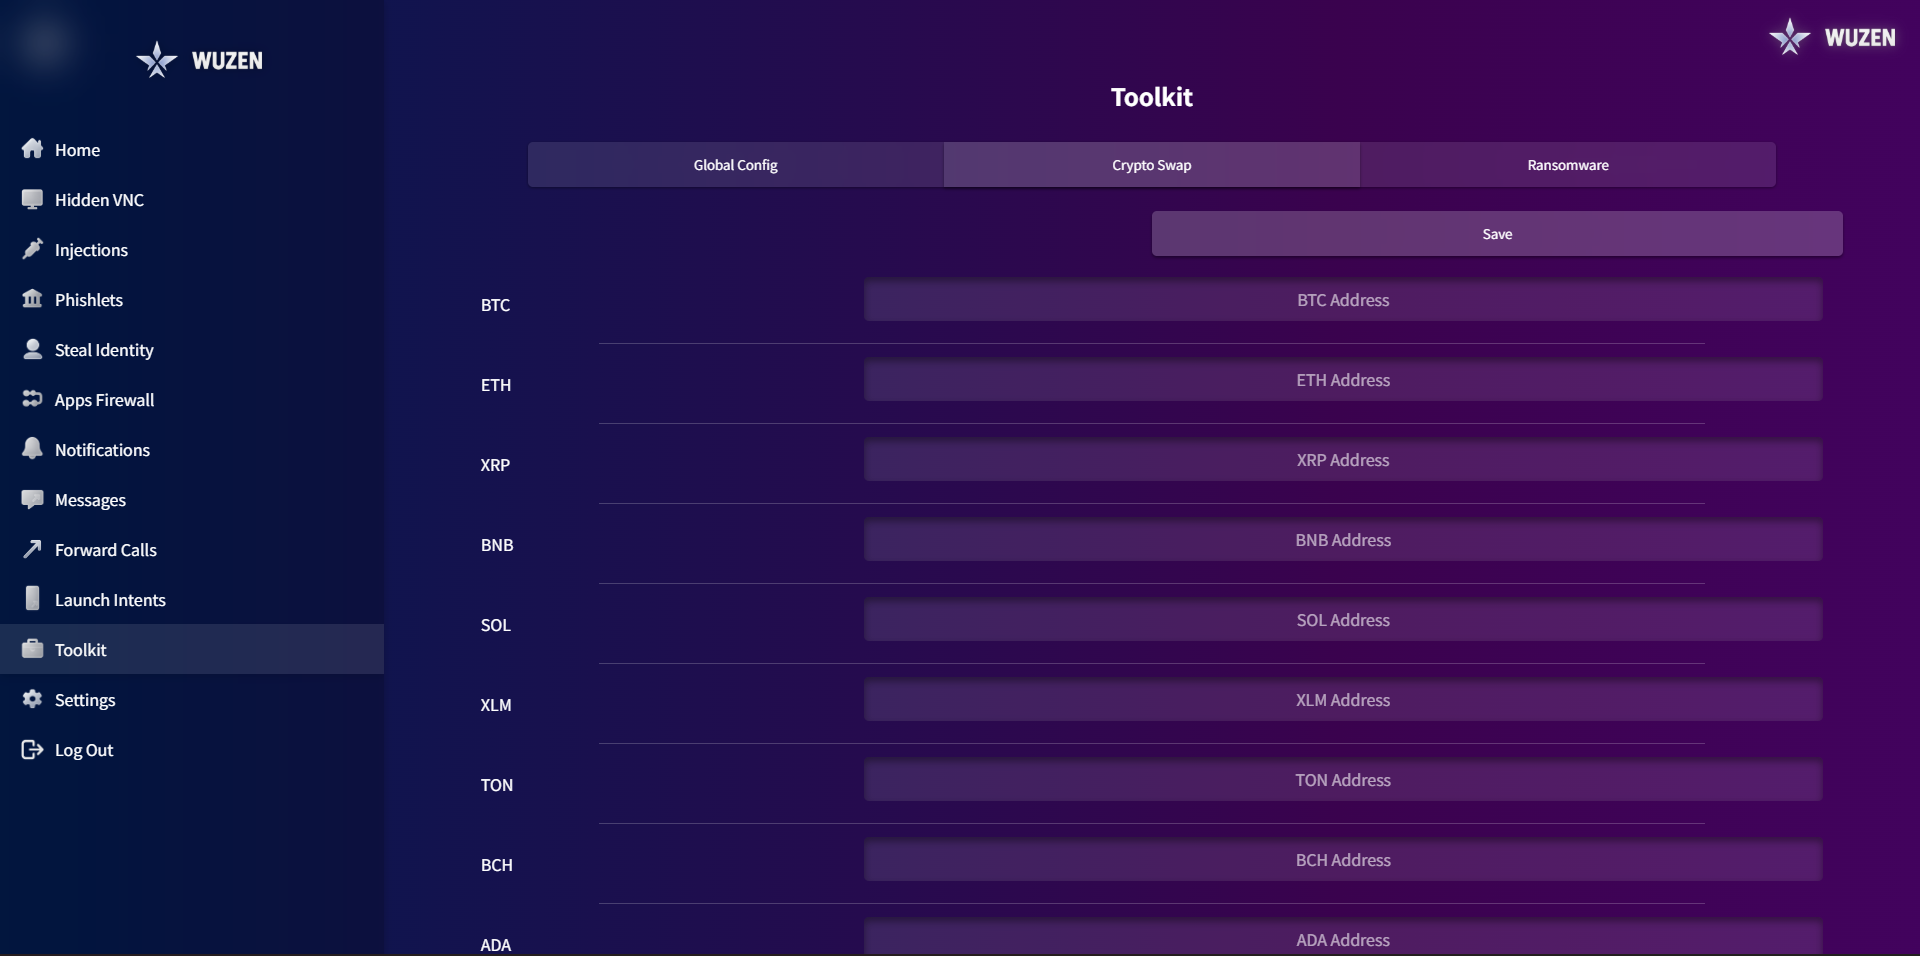 WUZEN
Home
Hidden VNC
Injections
Phishlets
Steal Identity
Apps Firewall
Notifications
Messages
Forward Calls
Launch Intents
Toolkit
Settings
Log Out
WUZEN
Toolkit
Global Config
Crypto Swap
Ransomware
Save
BTC
BTC Address
ETH
ETH Address
XRP
XRP Address
BNB
BNB Address
SOL
SOL Address
XLM
XLM Address
TON
TON Address
BCH
BCH Address
ADA
ADA Address